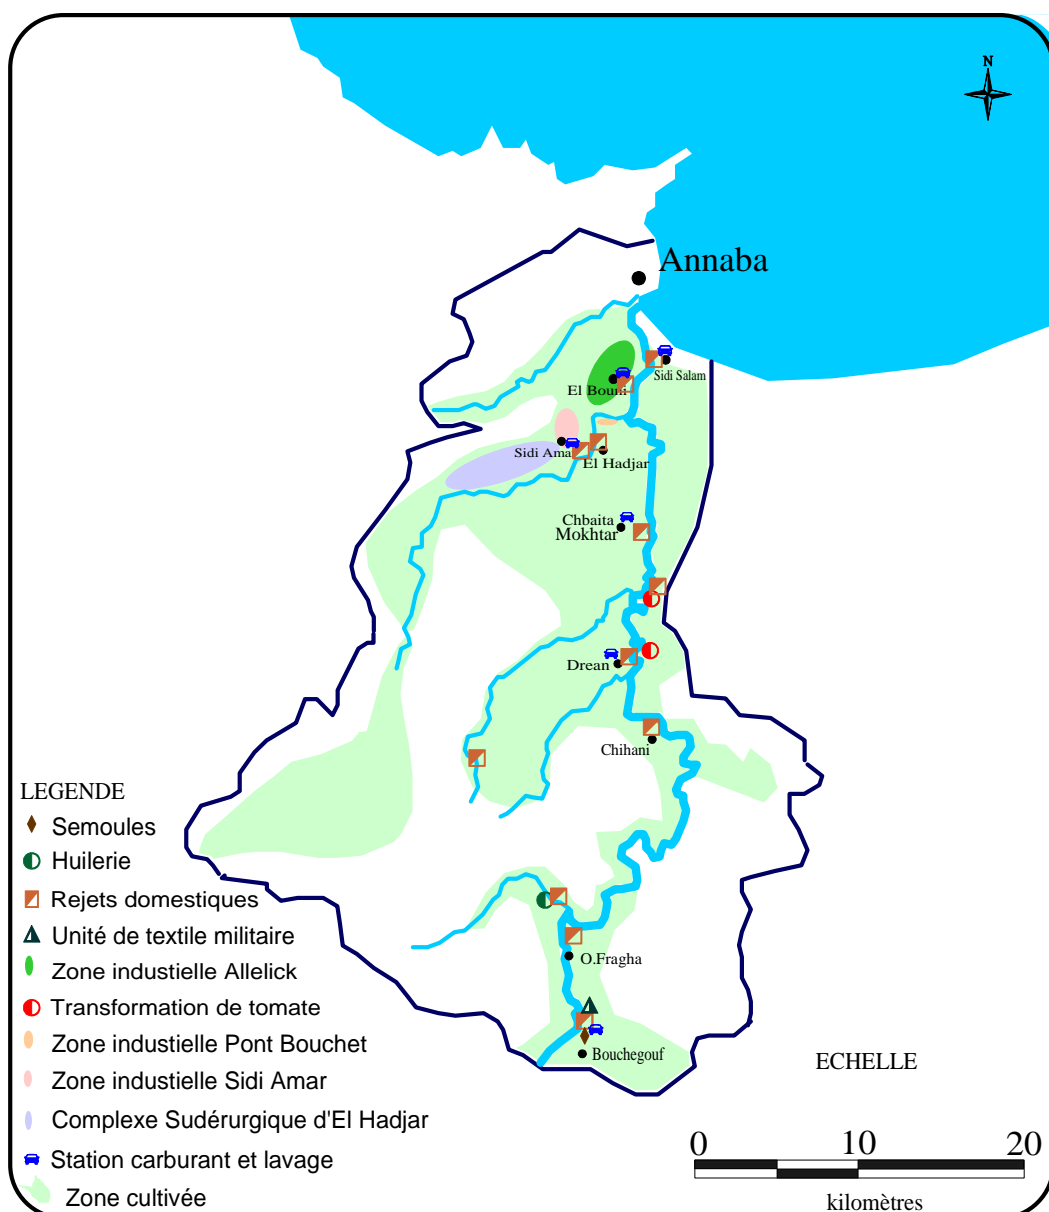 N
Annaba
Sidi Salam
El Bouni
Sidi Ama
El Hadjar
Chbaita
Mokhtar
Drean
Chihani
LEGENDE
Semoules
Huilerie
Rejets domestiques
Unité de textile militaire
Zone industielle Allelick
Transformation de tomate
Zone industielle Pont Bouchet
Zone industielle Sidi Amar
Complexe Sudérurgique d'El Hadjar
Station carburant et lavage
Zone cultivée
O.Fragha
Bouchegouf
ECHELLE
0 10 20
kilomètres